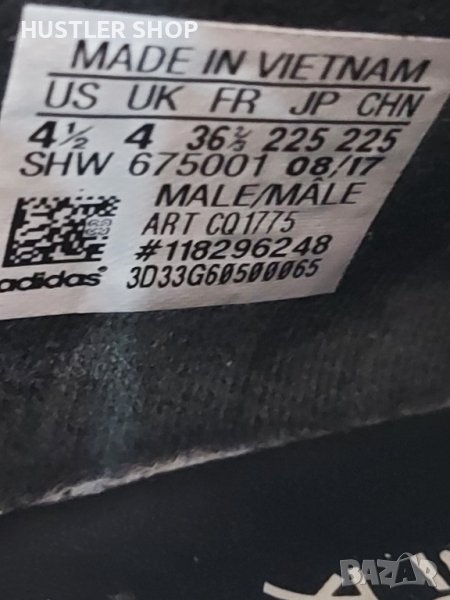 HUSTLER SHOP
MADE IN VIETNAM
US UK FR JP CHN
4½ 4 36⅔ 225 225
SHW 675001 08/17
MALE/MÂLE
ART CQ1775
#118296248
adidas® 3D33G60500065
BAZAR